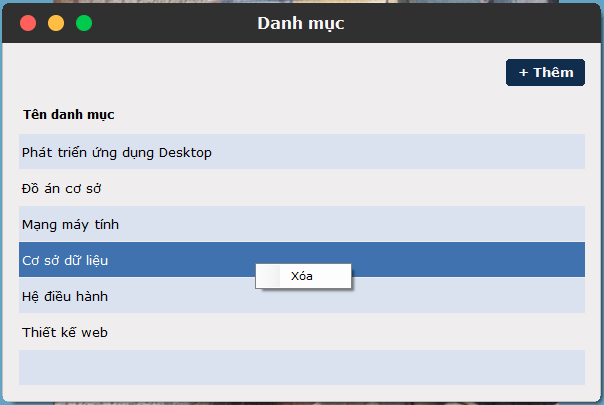 Danh mục
+ Thêm
Tên danh mục
Phát triển ứng dụng Desktop
Đồ án cơ sở
Mạng máy tính
Cơ sở dữ liệu
Xóa
Hệ điều hành
Thiết kế web